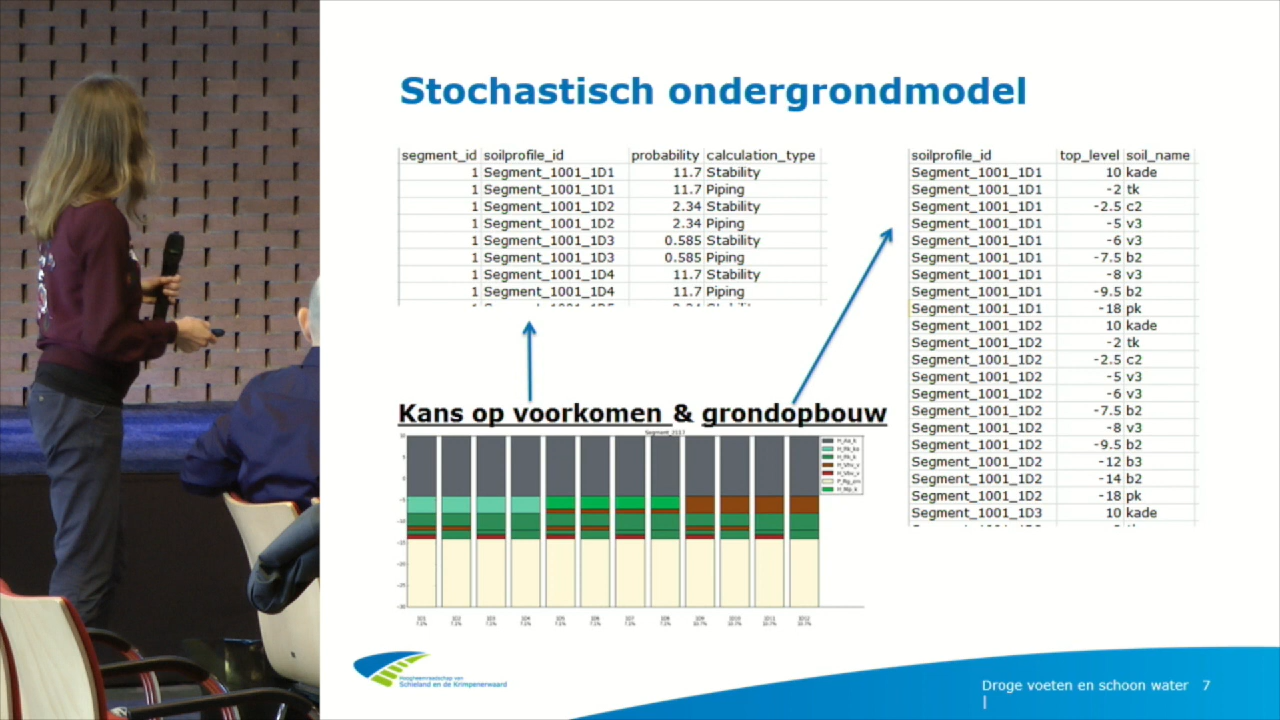 Stochastisch ondergrondmodel
segment_id soilprofile_id probability calculation_type
1 Segment_1001_1D1 11.7 Stability
1 Segment_1001_1D1 11.7 Piping
1 Segment_1001_1D2 2.34 Stability
1 Segment_1001_1D2 2.34 Piping
1 Segment_1001_1D3 0.585 Stability
1 Segment_1001_1D3 0.585 Piping
1 Segment_1001_1D4 11.7 Stability
1 Segment_1001_1D4 11.7 Piping
soilprofile_id top_level soil_name
Segment_1001_1D1 10 kade
Segment_1001_1D1 -2 tk
Segment_1001_1D1 -2.5 c2
Segment_1001_1D1 -5 v3
Segment_1001_1D1 -6 v3
Segment_1001_1D1 -7.5 b2
Segment_1001_1D1 -8 v3
Segment_1001_1D1 -9.5 b2
Segment_1001_1D1 -18 pk
Segment_1001_1D2 10 kade
Segment_1001_1D2 -2 tk
Segment_1001_1D2 -2.5 c2
Segment_1001_1D2 -5 v3
Segment_1001_1D2 -6 v3
Segment_1001_1D2 -7.5 b2
Segment_1001_1D2 -8 v3
Segment_1001_1D2 -9.5 b2
Segment_1001_1D2 -12 b3
Segment_1001_1D2 -14 b2
Segment_1001_1D2 -18 pk
Segment_1001_1D3 10 kade
Kans op voorkomen & grondopbouw
Hoogheemraadschap van
Schieland en de Krimpenerwaard
Droge voeten en schoon water 7
|